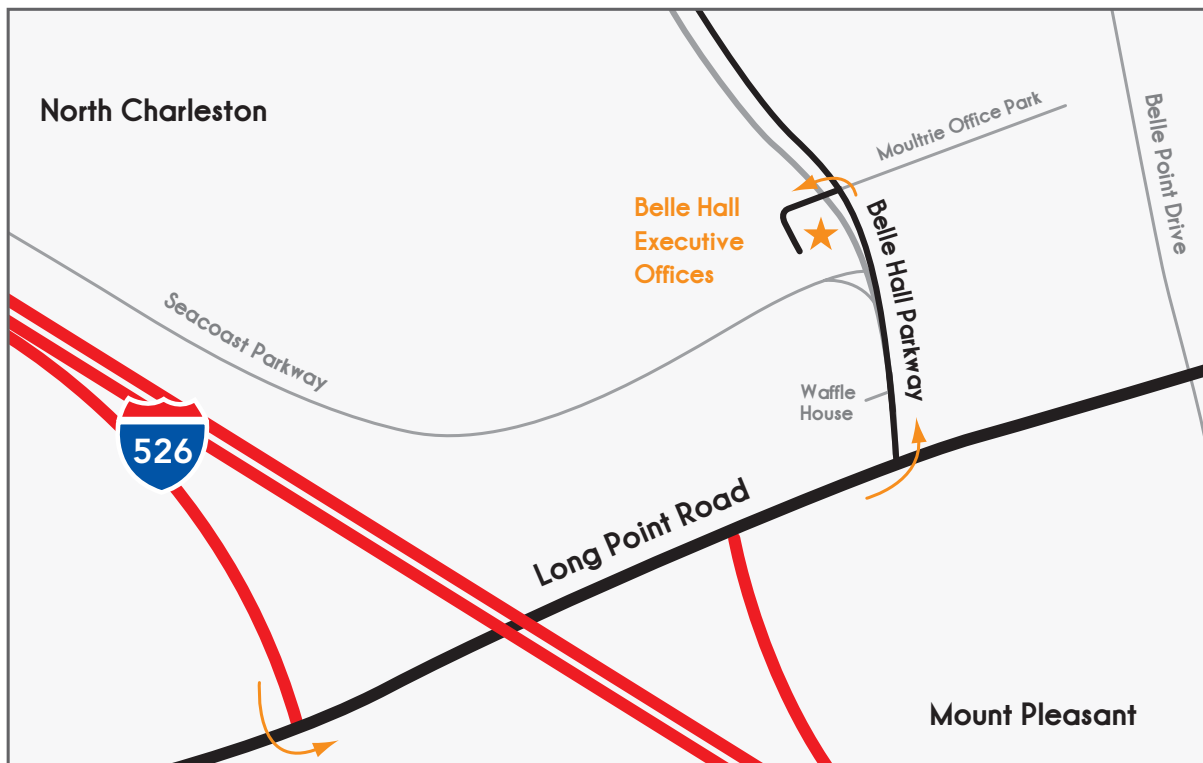 North Charleston
Moultrie Office Park
Belle Point Drive
Belle Hall
Executive
Offices
Belle Hall Parkway
Seacoast Parkway
Waffle
House
526
Long Point Road
Mount Pleasant